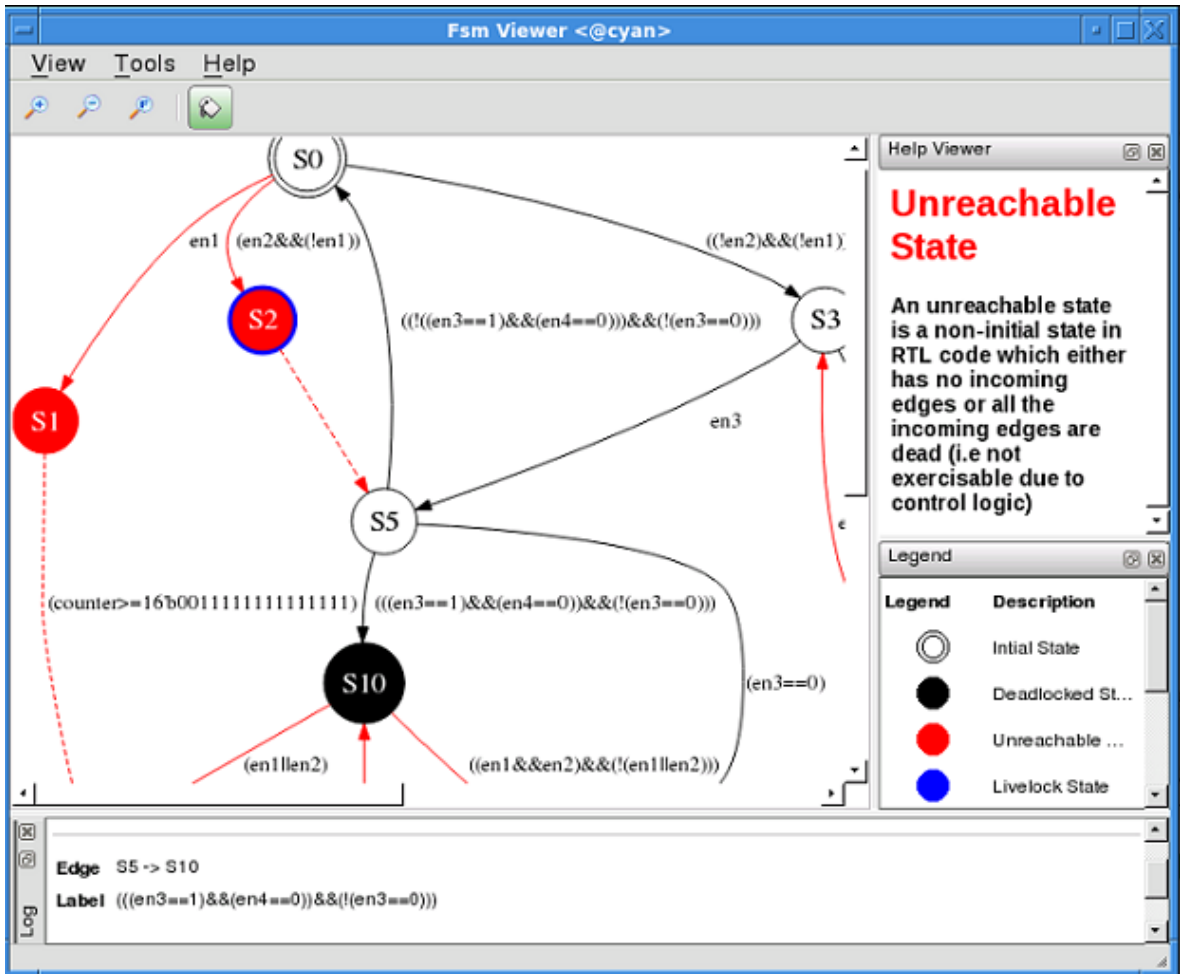 Fsm Viewer <@cyan>
View Tools Help
S0
en1
(en2&&(!en1))
((!en2)&&(!en1)
S2
((!((en3==1)&&(en4==0)))&&(!(en3==0)))
S3
S1
en3
S5
e
(counter>=16'b0011111111111111)
(((en3==1)&&(en4==0))&&(!(en3==0)))
S10
(en3==0)
(en1||en2)
((en1&&en2)&&(!(en1||en2)))
Help Viewer
Unreachable
State
An unreachable state
is a non-initial state in
RTL code which either
has no incoming
edges or all the
incoming edges are
dead (i.e not
exercisable due to
control logic)
Legend
Legend Description
Intial State
Deadlocked St...
Unreachable ...
Livelock State
Log
Edge S5 -> S10
Label (((en3==1)&&(en4==0))&&(!(en3==0)))